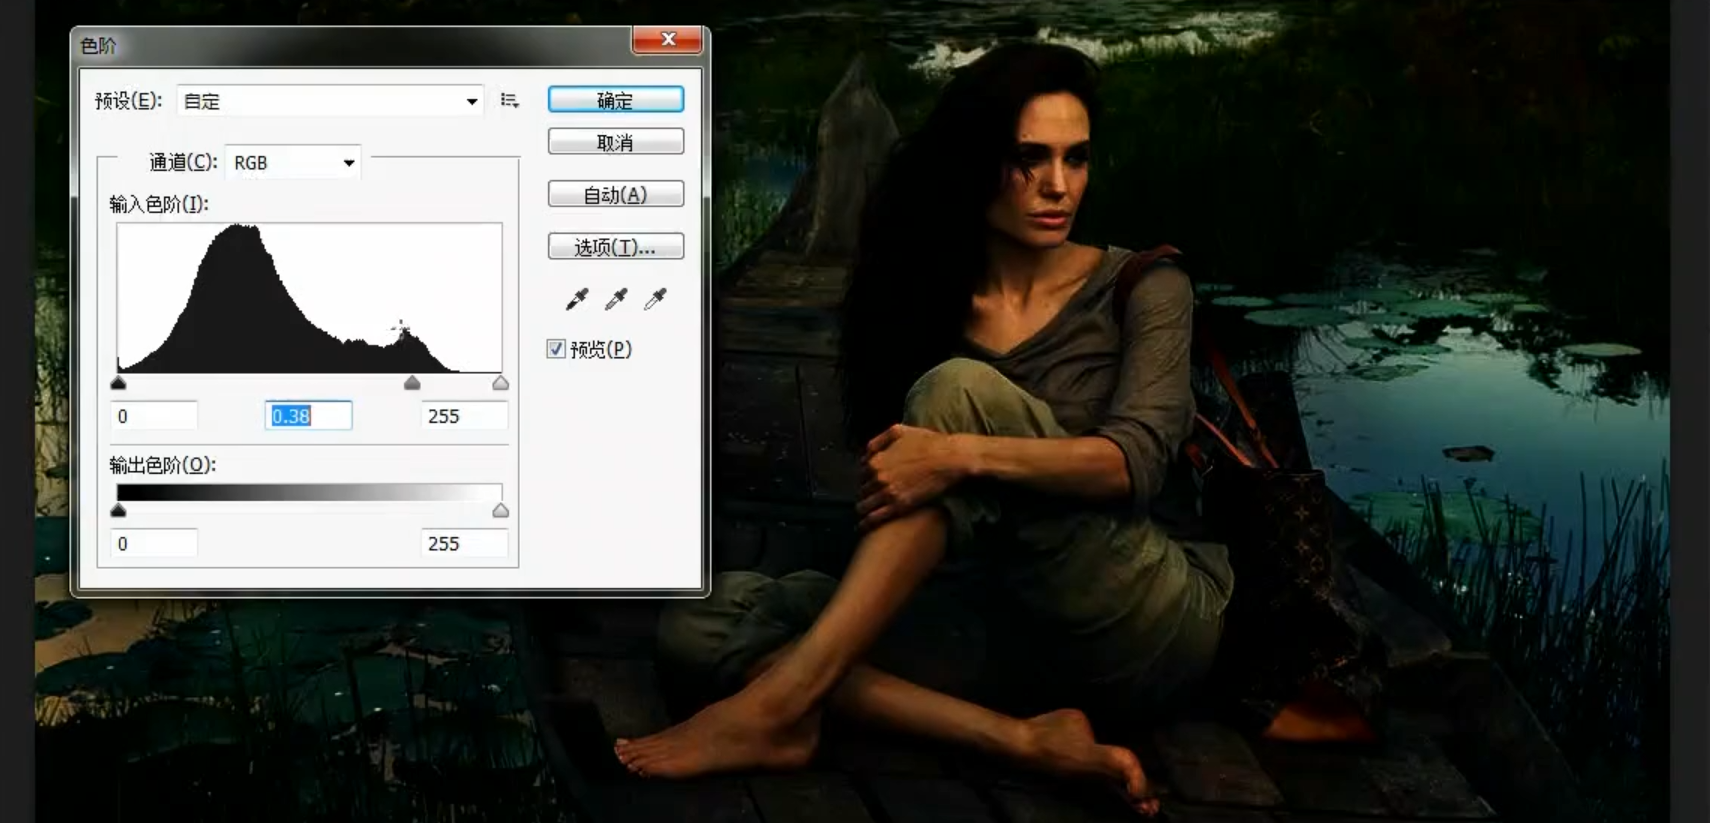 色阶
预设(E): 自定
确定
取消
通道(C): RGB
自动(A)
输入色阶(I):
选项(T)...
预览(P)
0 0.38 255
输出色阶(O):
0 255